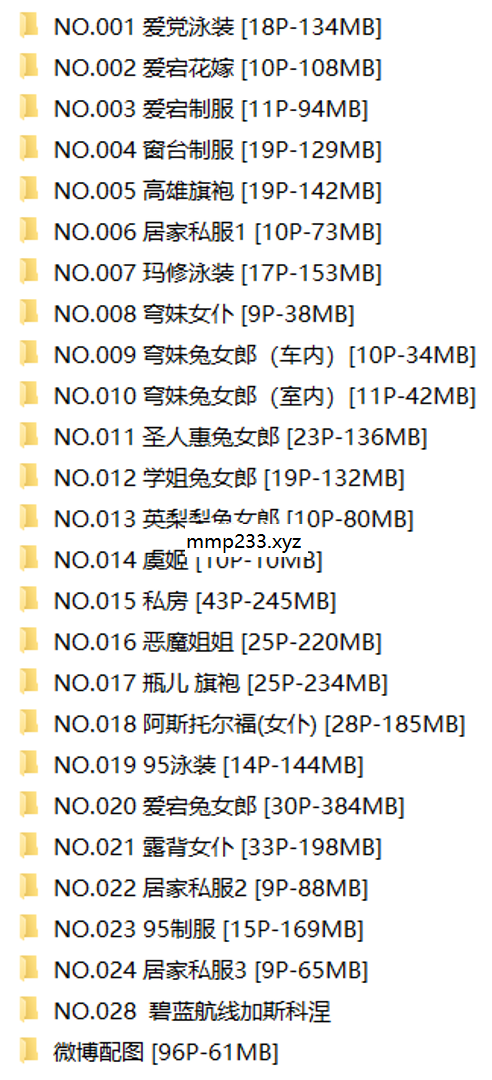 NO.001 爱党泳装 [18P-134MB]
NO.002 爱宕花嫁 [10P-108MB]
NO.003 爱宕制服 [11P-94MB]
NO.004 窗台制服 [19P-129MB]
NO.005 高雄旗袍 [19P-142MB]
NO.006 居家私服1 [10P-73MB]
NO.007 玛修泳装 [17P-153MB]
NO.008 穹妹女仆 [9P-38MB]
NO.009 穹妹兔女郎（车内）[10P-34MB]
NO.010 穹妹兔女郎（室内）[11P-42MB]
NO.011 圣人惠兔女郎 [23P-136MB]
NO.012 学姐兔女郎 [19P-132MB]
NO.013 英梨梨兔女郎 [10P-80MB]
mmp233.xyz
NO.014 虞姬 [10P-10MB]
NO.015 私房 [43P-245MB]
NO.016 恶魔姐姐 [25P-220MB]
NO.017 瓶儿 旗袍 [25P-234MB]
NO.018 阿斯托尔福(女仆) [28P-185MB]
NO.019 95泳装 [14P-144MB]
NO.020 爱宕兔女郎 [30P-384MB]
NO.021 露背女仆 [33P-198MB]
NO.022 居家私服2 [9P-88MB]
NO.023 95制服 [15P-169MB]
NO.024 居家私服3 [9P-65MB]
NO.028 碧蓝航线加斯科涅
微博配图 [96P-61MB]